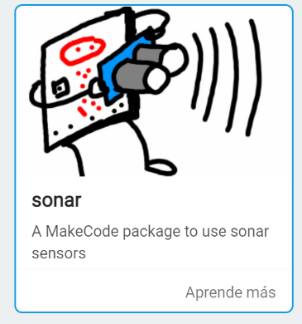 sonar
A MakeCode package to use sonar
sensors
Aprende más